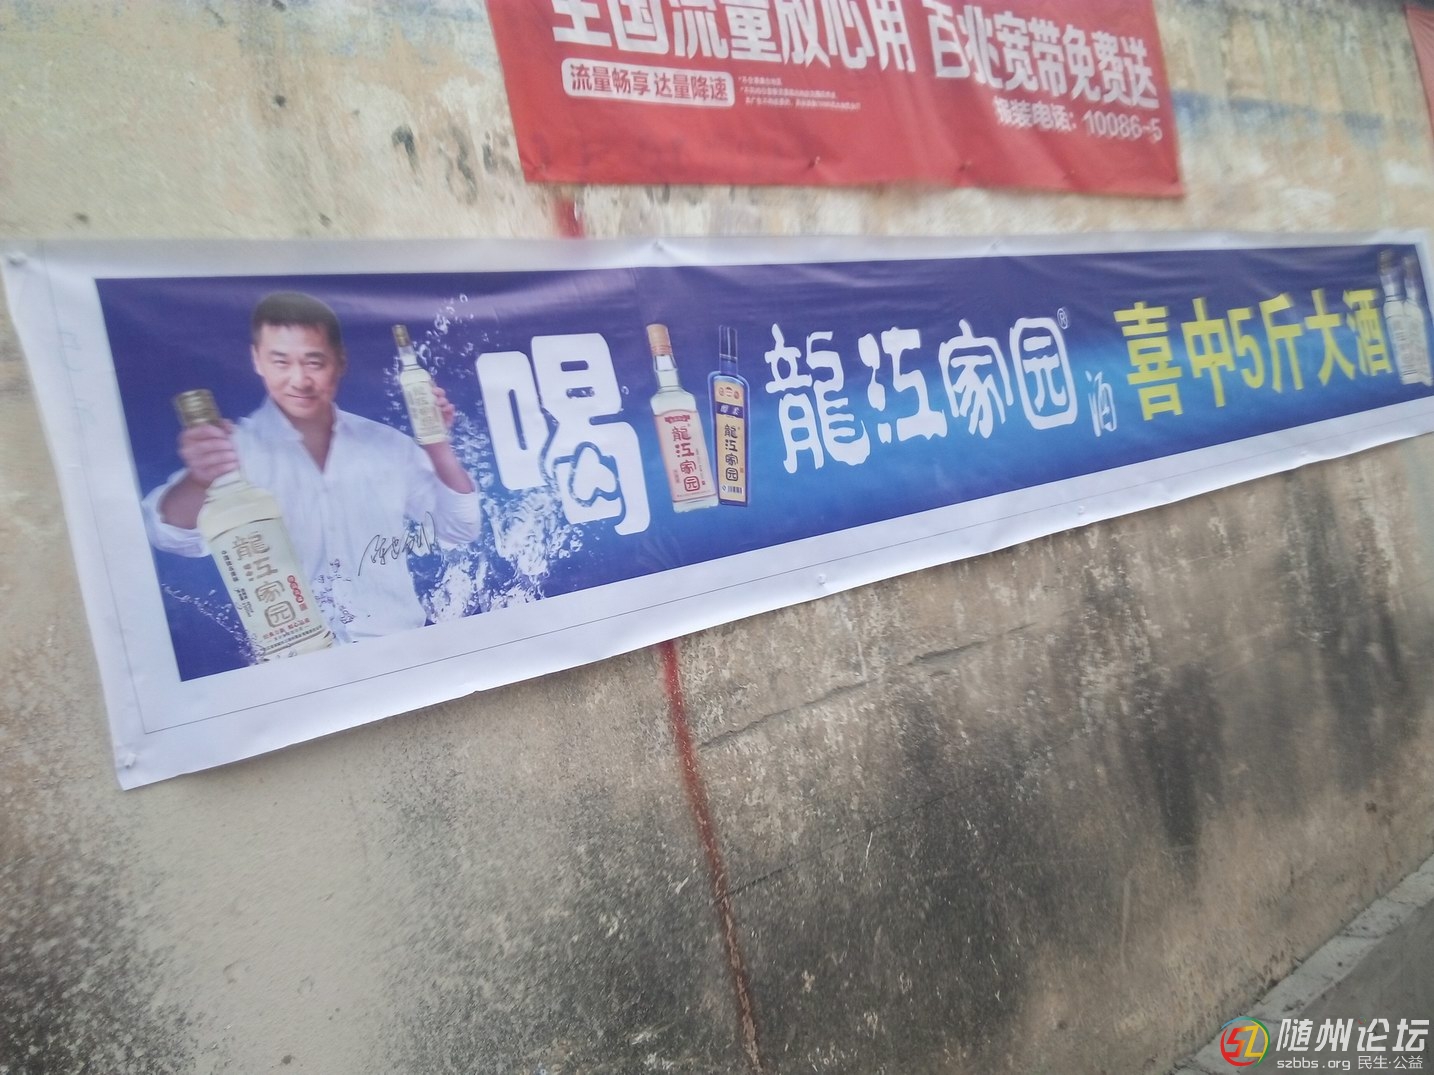 全国流量放心用 百兆宽带免费送
流量畅享 达量降速
报装电话：10086-5
喝 龍江家园® 酒 喜中5斤大酒
龍江家园
龍江家园
龍江家园
随州论坛
szbbs.org 民生·公益